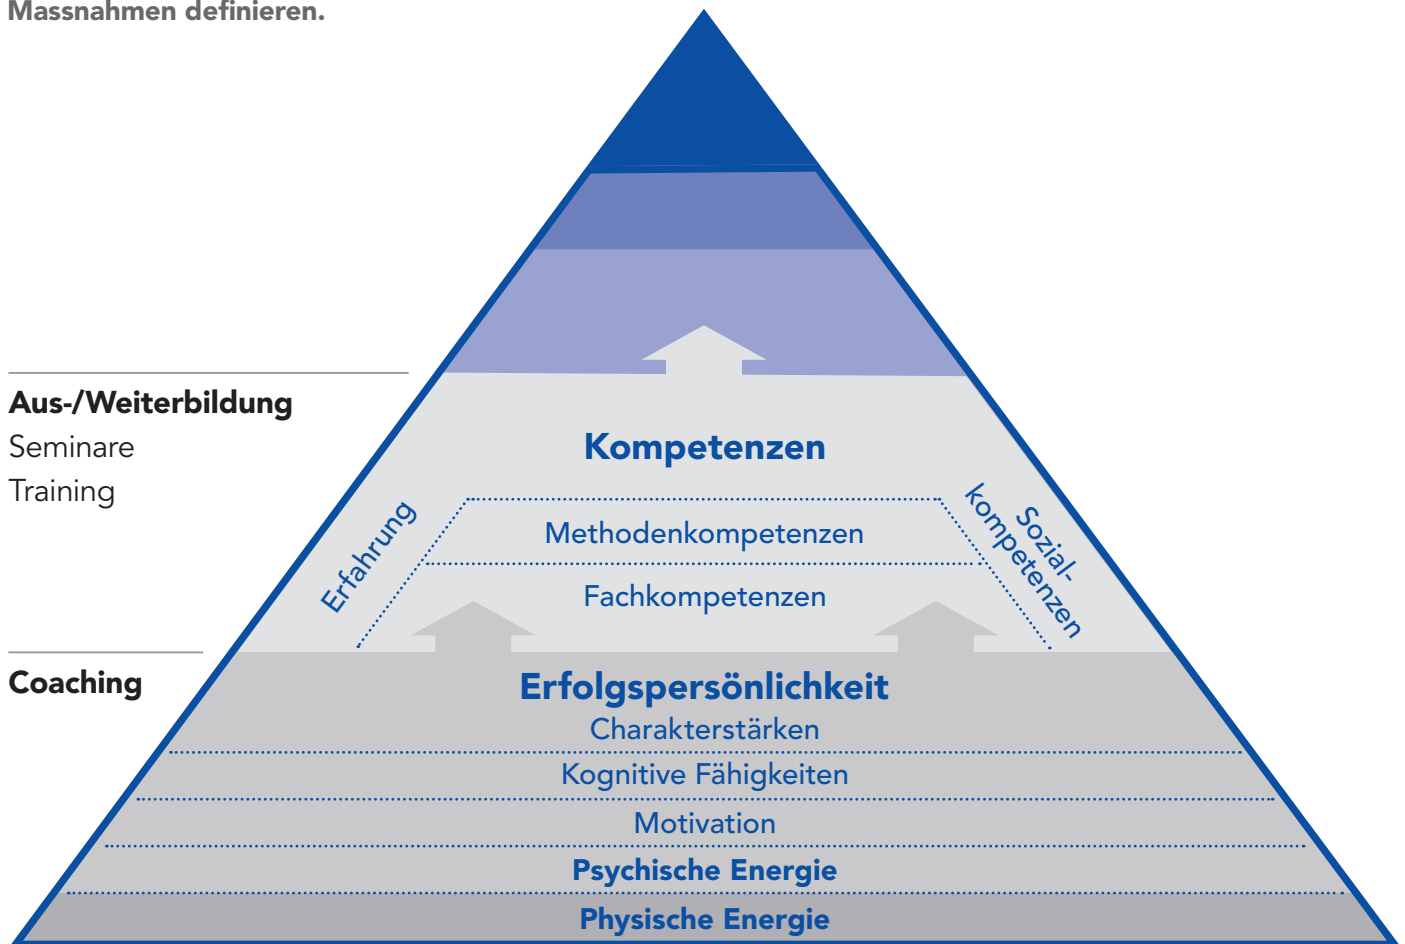 Massnahmen definieren.
Aus-/Weiterbildung
Seminare
Training
Kompetenzen
Erfahrung
Methodenkompetenzen
Fachkompetenzen
Sozial-
kompetenzen
Coaching
Erfolgspersönlichkeit
Charakterstärken
Kognitive Fähigkeiten
Motivation
Psychische Energie
Physische Energie